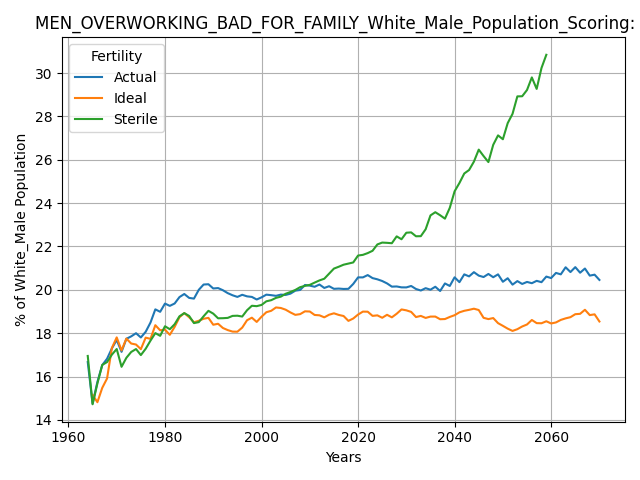 MEN_OVERWORKING_BAD_FOR_FAMILY_White_Male_Population_Scoring:
Fertility
Actual
Ideal
Sterile
30
28
26
24
22
20
18
16
14
% of White_Male Population
1960
1980
2000
2020
2040
2060
Years